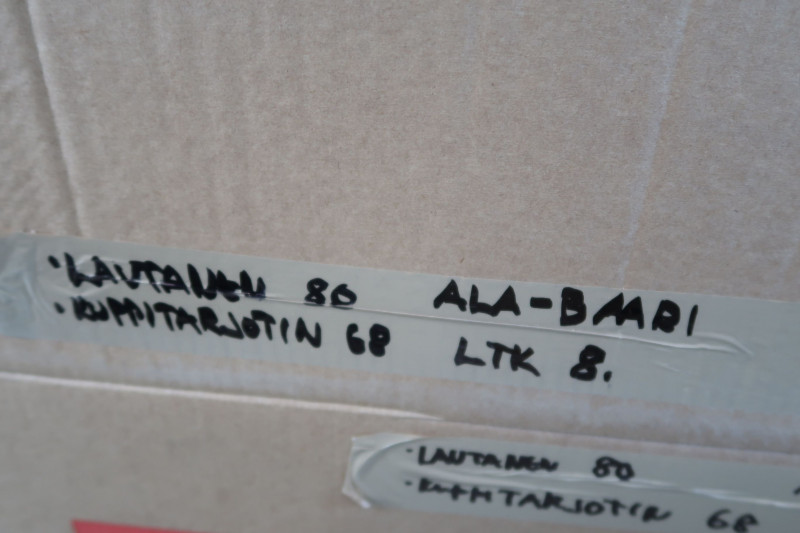 · LAUTANEN 80 ALA-BAARI
· KUPPITARJOTIN 68 LTK 8.
· LAUTANEN 80
· KUPPITARJOTIN 68